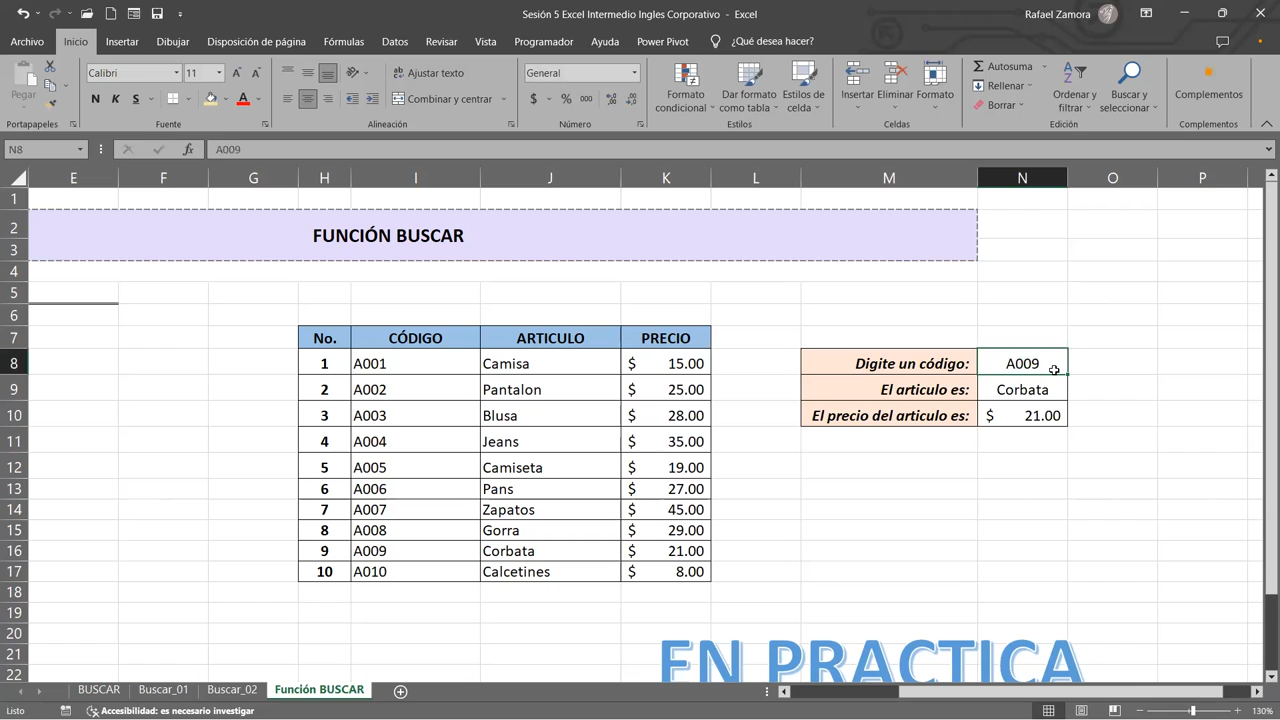 Sesión 5 Excel Intermedio Ingles Corporativo - Excel
Rafael Zamora
Archivo Inicio Insertar Dibujar Disposición de página Fórmulas Datos Revisar Vista Programador Ayuda Power Pivot ¿Qué desea hacer?
Pegar
Calibri 11
N K S
Ajustar texto
Combinar y centrar
General
$ % 000
Formato condicional
Dar formato como tabla
Estilos de celda
Insertar Eliminar Formato
Autosuma
Rellenar
Borrar
Ordenar y filtrar
Buscar y seleccionar
Complementos
Portapapeles Fuente Alineación Número Estilos Celdas Edición Complementos
N8 fx A009
E F G H I J K L M N O P
1
2
3
FUNCIÓN BUSCAR
4
5
6
7 No. CÓDIGO ARTICULO PRECIO
8 1 A001 Camisa $ 15.00 Digite un código: A009
9 2 A002 Pantalon $ 25.00 El articulo es: Corbata
10 3 A003 Blusa $ 28.00 El precio del articulo es: $ 21.00
11 4 A004 Jeans $ 35.00
12 5 A005 Camiseta $ 19.00
13 6 A006 Pans $ 27.00
14 7 A007 Zapatos $ 45.00
15 8 A008 Gorra $ 29.00
16 9 A009 Corbata $ 21.00
17 10 A010 Calcetines $ 8.00
18
19
20
21
22
EN PRACTICA
BUSCAR Buscar_01 Buscar_02 Función BUSCAR
Listo Accesibilidad: es necesario investigar 130%